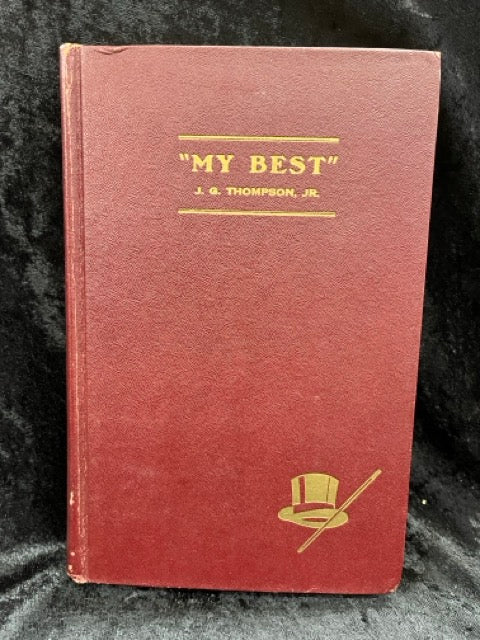 "MY BEST"
J. G. THOMPSON, JR.